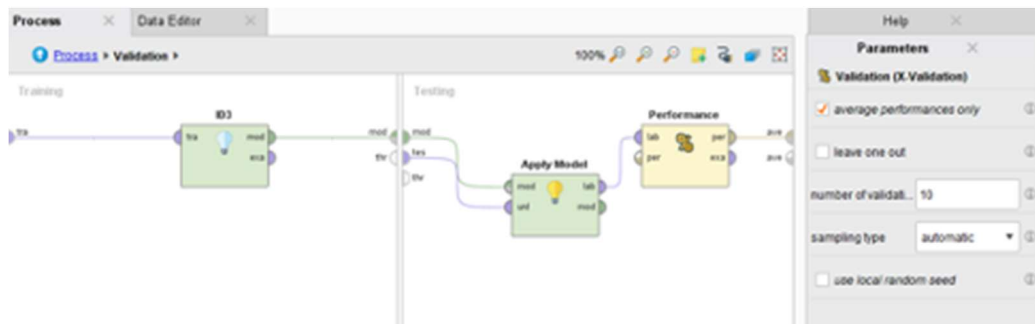 Process
Data Editor
Help
Process ▸ Validation ▸
100%
Parameters
Validation (X-Validation)
Training
Testing
average performances only
leave one out
number of validati... 10
sampling type automatic
use local random seed
tra
ID3
tra mod
exa
mod
thr
mod
tes
thr
Apply Model
mod lab
unl mod
Performance
lab per
per exa
ave
ave